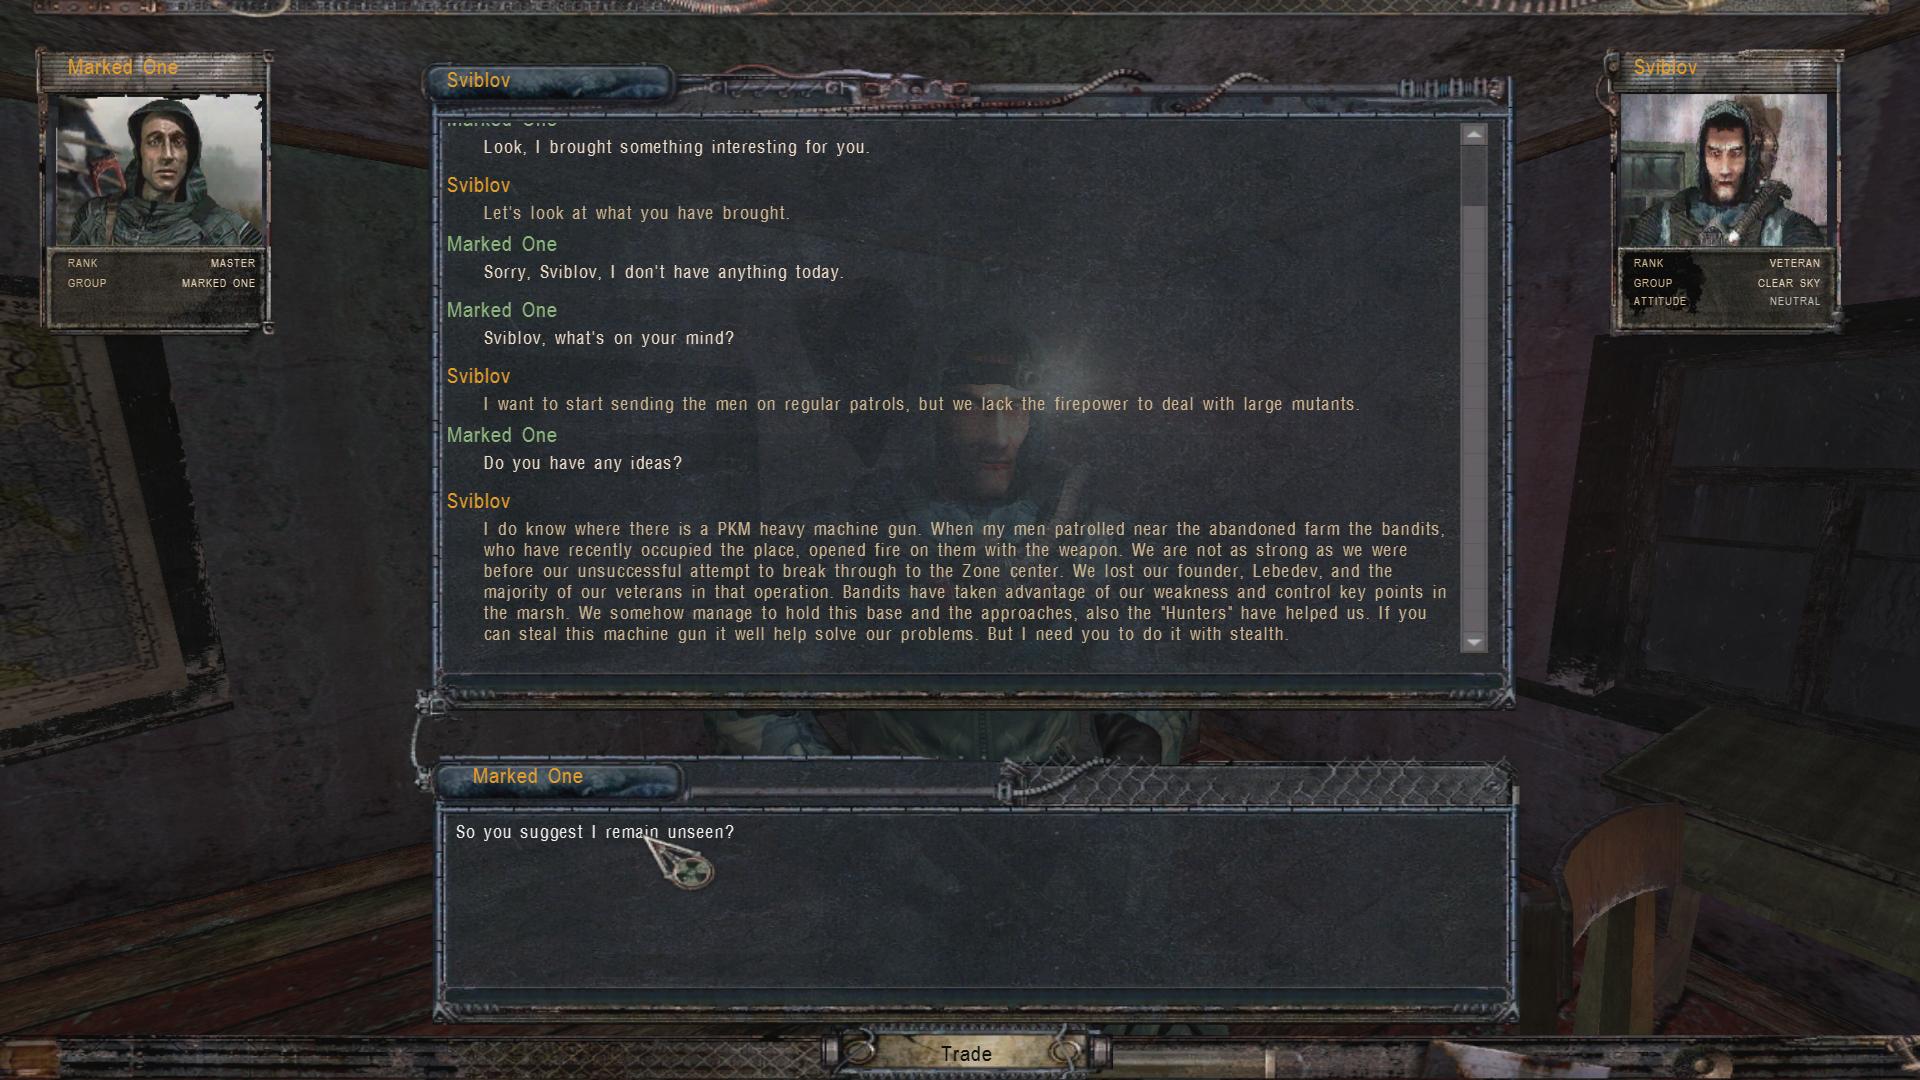 Marked One
RANK MASTER
GROUP MARKED ONE
Sviblov
Marked One
Look, I brought something interesting for you.
Sviblov
Let's look at what you have brought.
Marked One
Sorry, Sviblov, I don't have anything today.
Marked One
Sviblov, what's on your mind?
Sviblov
I want to start sending the men on regular patrols, but we lack the firepower to deal with large mutants.
Marked One
Do you have any ideas?
Sviblov
I do know where there is a PKM heavy machine gun. When my men patrolled near the abandoned farm the bandits,
who have recently occupied the place, opened fire on them with the weapon. We are not as strong as we were
before our unsuccessful attempt to break through to the Zone center. We lost our founder, Lebedev, and the
majority of our veterans in that operation. Bandits have taken advantage of our weakness and control key points in
the marsh. We somehow manage to hold this base and the approaches, also the "Hunters" have helped us. If you
can steal this machine gun it well help solve our problems. But I need you to do it with stealth.
Sviblov
RANK VETERAN
GROUP CLEAR SKY
ATTITUDE NEUTRAL
Marked One
So you suggest I remain unseen?
Trade